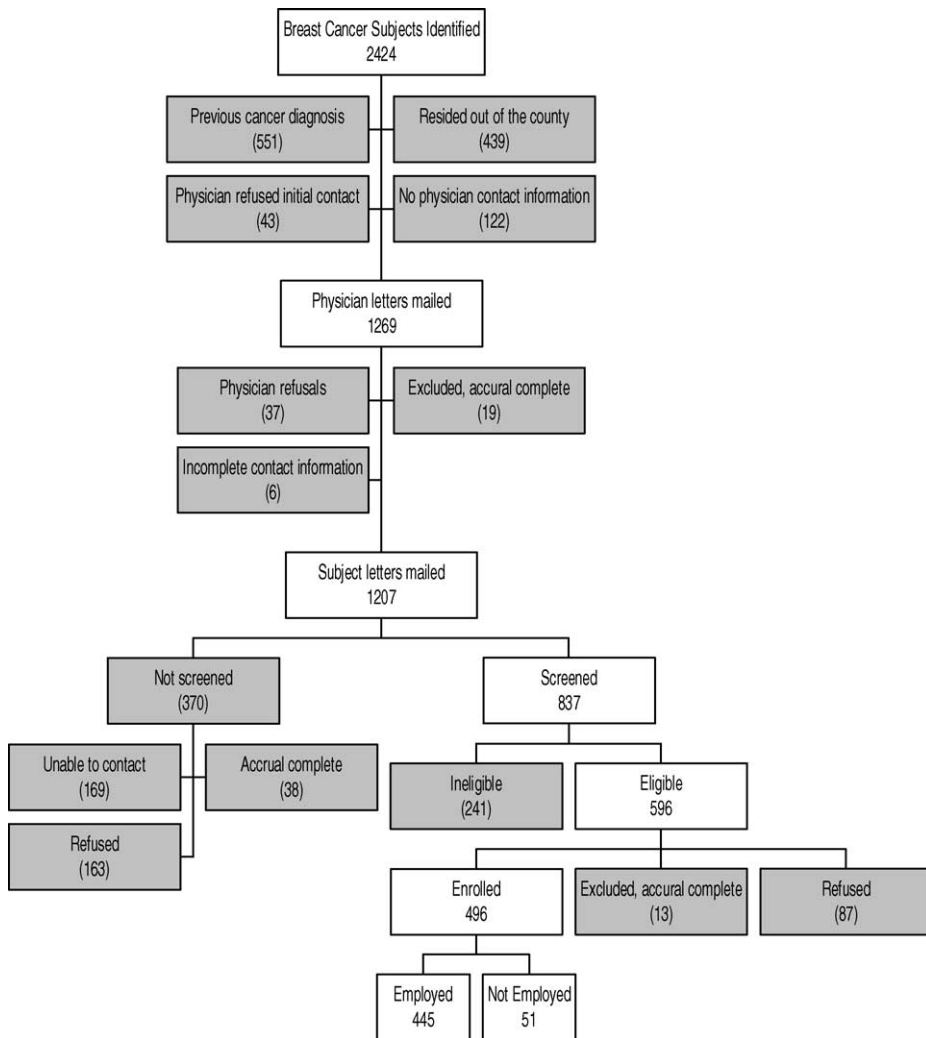 Breast Cancer Subjects Identified
2424
Previous cancer diagnosis
(551)
Resided out of the county
(439)
Physician refused initial contact
(43)
No physician contact information
(122)
Physician letters mailed
1269
Physician refusals
(37)
Excluded, accural complete
(19)
Incomplete contact information
(6)
Subject letters mailed
1207
Not screened
(370)
Screened
837
Unable to contact
(169)
Accrual complete
(38)
Refused
(163)
Ineligible
(241)
Eligible
596
Enrolled
496
Excluded, accural complete
(13)
Refused
(87)
Employed
445
Not Employed
51